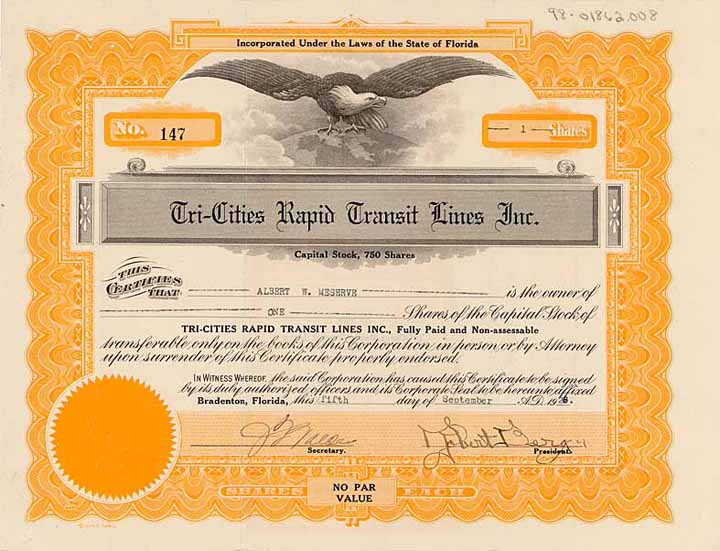 98-01862.008
Incorporated Under the Laws of the State of Florida
No. 147
1 Shares
Tri-Cities Rapid Transit Lines Inc.
Capital Stock, 750 Shares
THIS CERTIFIES THAT
ALBERT W. MESERVE is the owner of
ONE Shares of the Capital Stock of
TRI-CITIES RAPID TRANSIT LINES INC., Fully Paid and Non-assessable
transferable only on the books of this Corporation in person or by Attorney
upon surrender of this Certificate properly endorsed.
IN WITNESS WHEREOF, the said Corporation has caused this Certificate to be signed
by its duly authorized officers and its Corporate Seal to be hereunto affixed
Bradenton, Florida, this fifth day of September A.D. 19
Secretary.
President.
SHARES EACH
NO PAR
VALUE